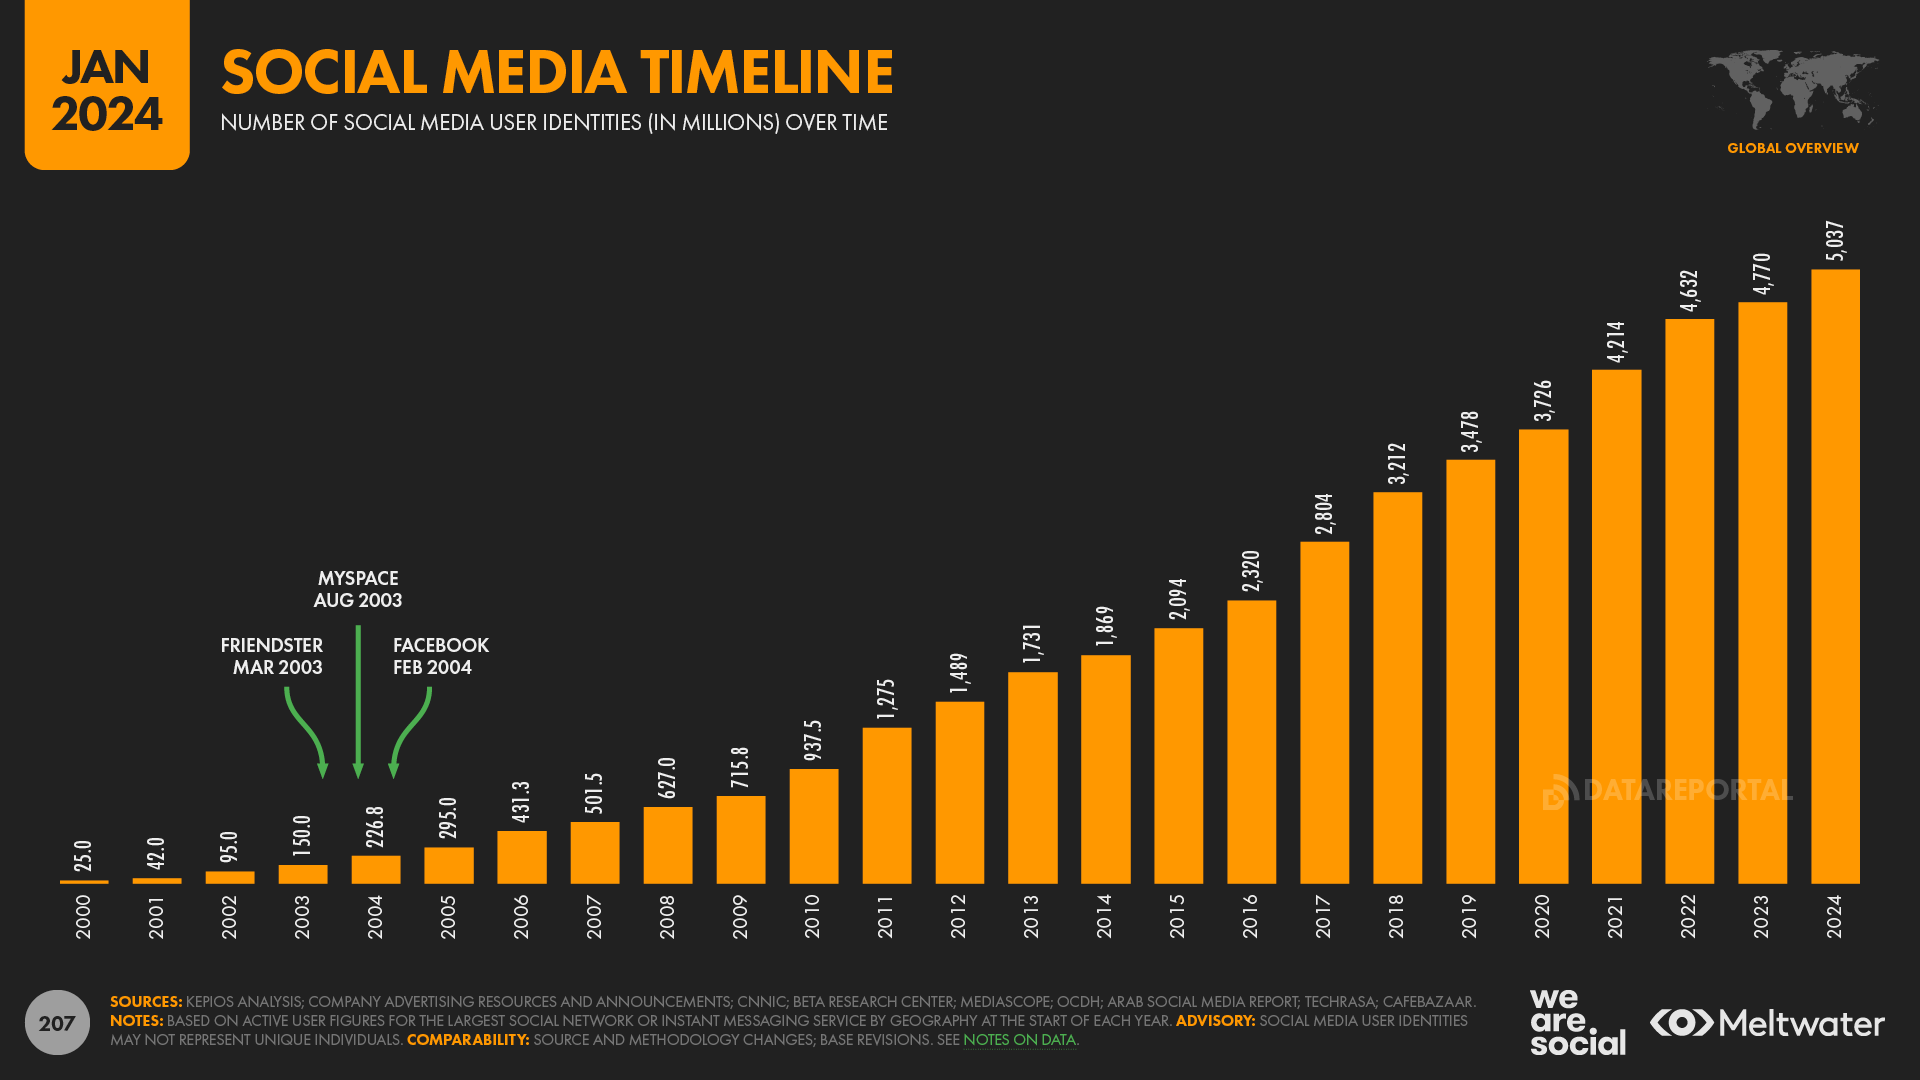 JAN
2024
SOCIAL MEDIA TIMELINE
NUMBER OF SOCIAL MEDIA USER IDENTITIES (IN MILLIONS) OVER TIME
GLOBAL OVERVIEW
MYSPACE
AUG 2003
FRIENDSTER
MAR 2003
FACEBOOK
FEB 2004
25.0
42.0
95.0
150.0
226.8
295.0
431.3
501.5
627.0
715.8
937.5
1,275
1,489
1,731
1,869
2,094
2,320
2,804
3,212
3,478
3,726
4,214
4,632
4,770
5,037
DATAREPORTAL
2000
2001
2002
2003
2004
2005
2006
2007
2008
2009
2010
2011
2012
2013
2014
2015
2016
2017
2018
2019
2020
2021
2022
2023
2024
207
SOURCES: KEPIOS ANALYSIS; COMPANY ADVERTISING RESOURCES AND ANNOUNCEMENTS; CNNIC; BETA RESEARCH CENTER; MEDIASCOPE; OCDH; ARAB SOCIAL MEDIA REPORT; TECHRASA; CAFEBAZAAR.
NOTES: BASED ON ACTIVE USER FIGURES FOR THE LARGEST SOCIAL NETWORK OR INSTANT MESSAGING SERVICE BY GEOGRAPHY AT THE START OF EACH YEAR. ADVISORY: SOCIAL MEDIA USER IDENTITIES
MAY NOT REPRESENT UNIQUE INDIVIDUALS. COMPARABILITY: SOURCE AND METHODOLOGY CHANGES; BASE REVISIONS. SEE NOTES ON DATA.
we
are
social
Meltwater